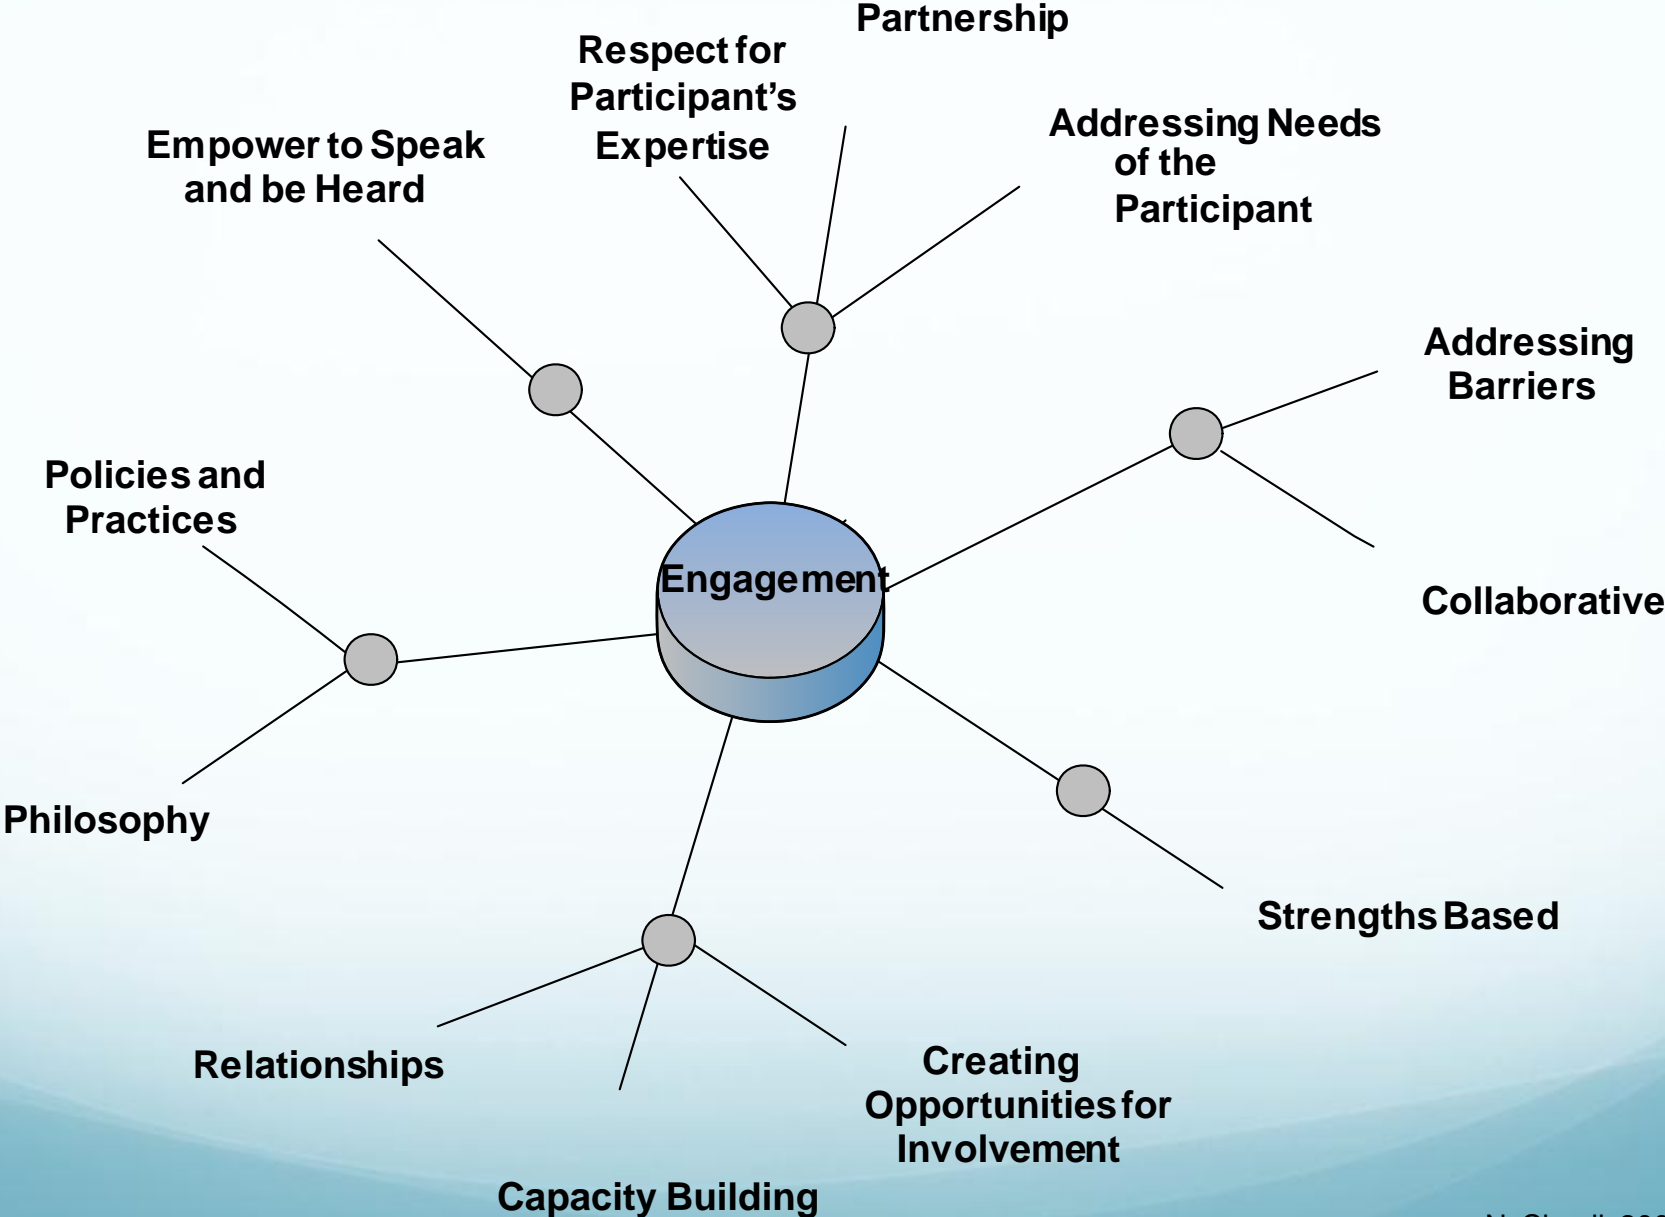 Partnership
Respect for
Participant’s
Expertise
Addressing Needs
of the
Participant
Empower to Speak
and be Heard
Addressing
Barriers
Policies and
Practices
Engagement
Collaborative
Philosophy
Strengths Based
Relationships
Creating
Opportunities for
Involvement
Capacity Building